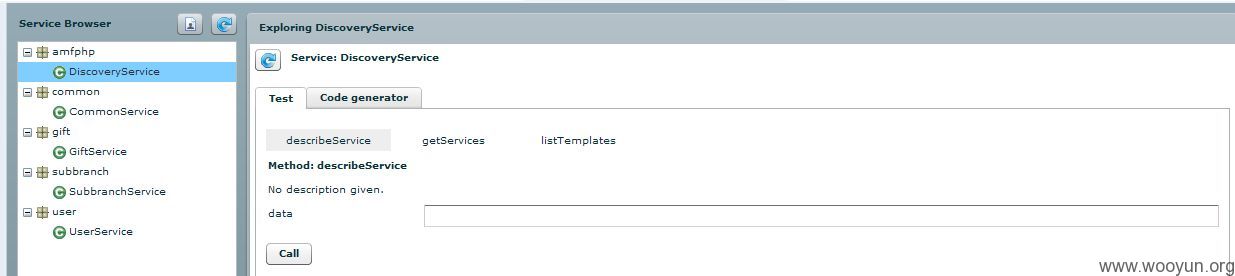 Service Browser
amfphp
DiscoveryService
common
CommonService
gift
GiftService
subbranch
SubbranchService
user
UserService
Exploring DiscoveryService
Service: DiscoveryService
Test Code generator
describeService getServices listTemplates
Method: describeService
No description given.
data
Call
www.wooyun.org